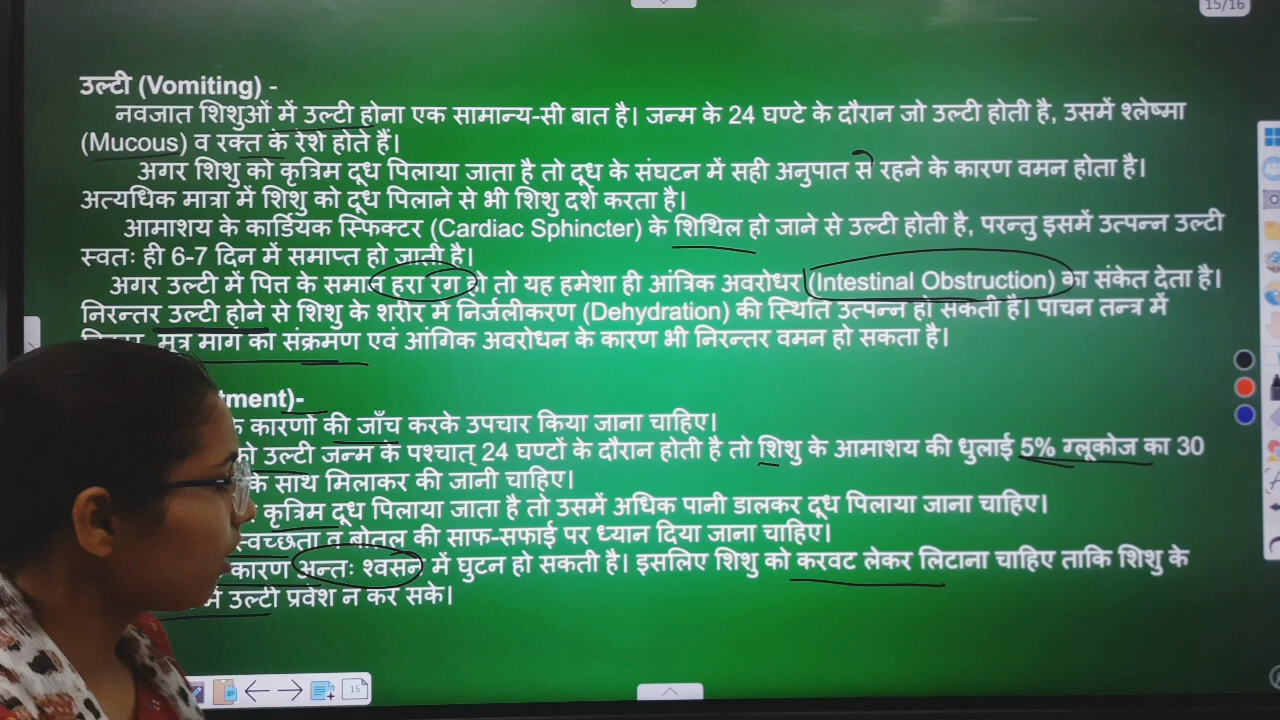 15/16
उल्टी (Vomiting) -
नवजात शिशुओं में उल्टी होना एक सामान्य-सी बात है। जन्म के 24 घण्टे के दौरान जो उल्टी होती है, उसमें श्लेष्मा
(Mucous) व रक्त के रेशे होते हैं।
अगर शिशु को कृत्रिम दूध पिलाया जाता है तो दूध के संघटन में सही अनुपात से रहने के कारण वमन होता है।
अत्यधिक मात्रा में शिशु को दूध पिलाने से भी शिशु दर्श करता है।
आमाशय के कार्डियक स्फिक्टर (Cardiac Sphincter) के शिथिल हो जाने से उल्टी होती है, परन्तु इसमें उत्पन्न उल्टी
स्वतः ही 6-7 दिन में समाप्त हो जाती है।
अगर उल्टी में पित्त के समान हरा रंग हो तो यह हमेशा ही आंत्रिक अवरोधर (Intestinal Obstruction) का संकेत देता है।
निरन्तर उल्टी होने से शिशु के शरीर में निर्जलीकरण (Dehydration) की स्थिति उत्पन्न हो सकती है। पाचन तन्त्र में
मूत्र मार्ग का संक्रमण एवं आंगिक अवरोधन के कारण भी निरन्तर वमन हो सकता है।
tment)-
के कारणों की जाँच करके उपचार किया जाना चाहिए।
को उल्टी जन्म के पश्चात् 24 घण्टों के दौरान होती है तो शिशु के आमाशय की धुलाई 5% ग्लूकोज का 30
के साथ मिलाकर की जानी चाहिए।
कृत्रिम दूध पिलाया जाता है तो उसमें अधिक पानी डालकर दूध पिलाया जाना चाहिए।
स्वच्छता व बोतल की साफ-सफाई पर ध्यान दिया जाना चाहिए।
कारण अन्तः श्वसन में घुटन हो सकती है। इसलिए शिशु को करवट लेकर लिटाना चाहिए ताकि शिशु के
में उल्टी प्रवेश न कर सके।
15